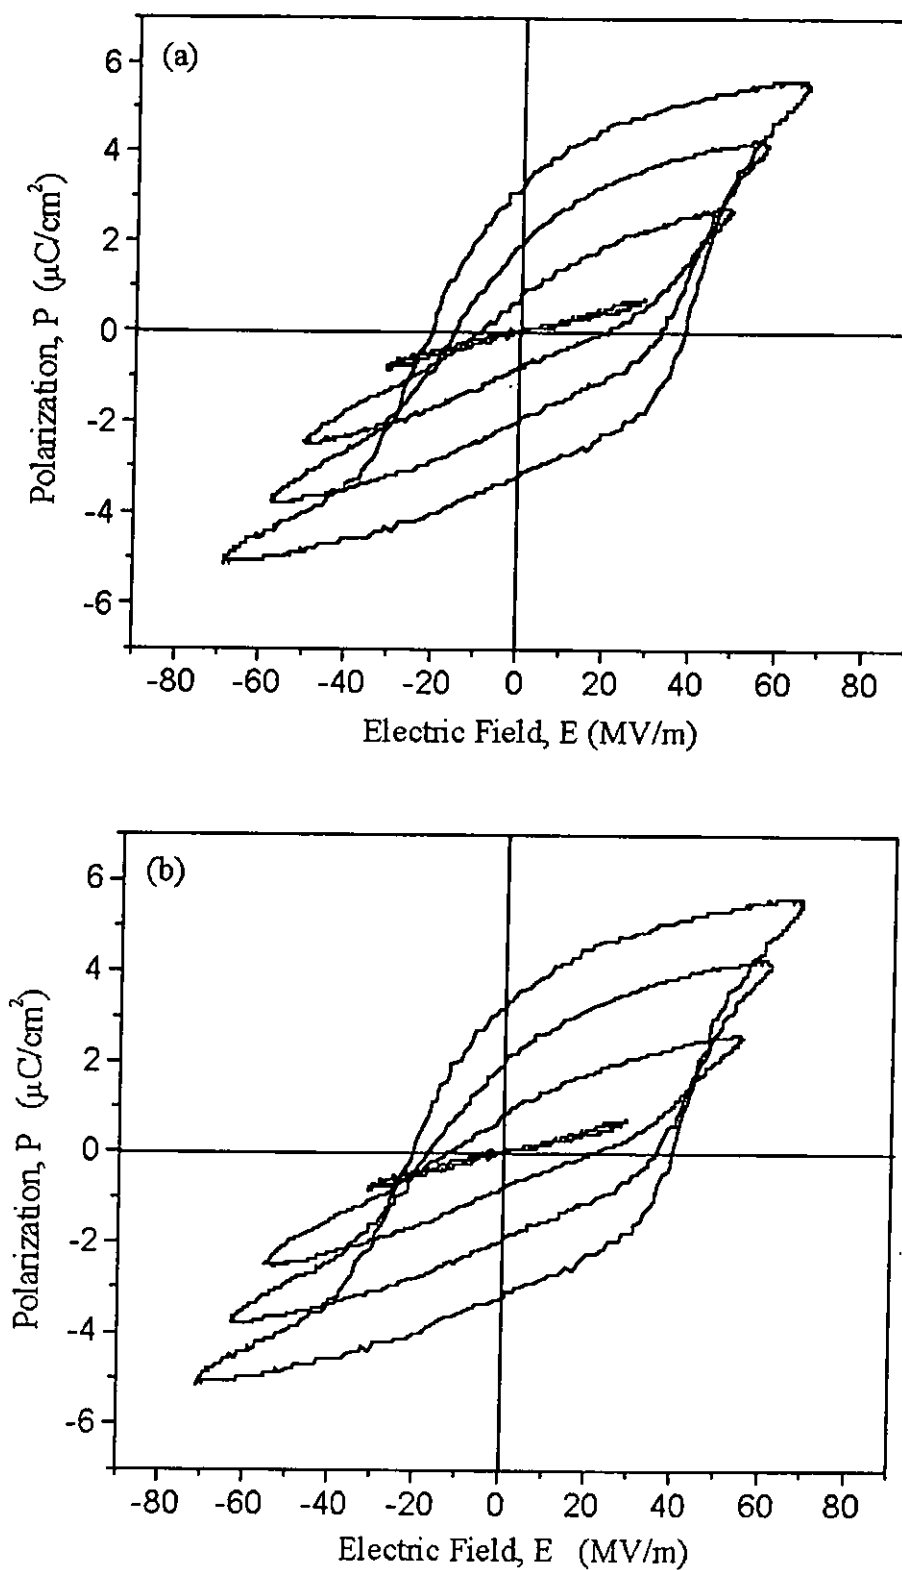 (a)
6
4
2
0
-2
-4
-6
Polarization, P (μC/cm²)
-80 -60 -40 -20 0 20 40 60 80
Electric Field, E (MV/m)
(b)
6
4
2
0
-2
-4
-6
Polarization, P (μC/cm²)
-80 -60 -40 -20 0 20 40 60 80
Electric Field, E (MV/m)